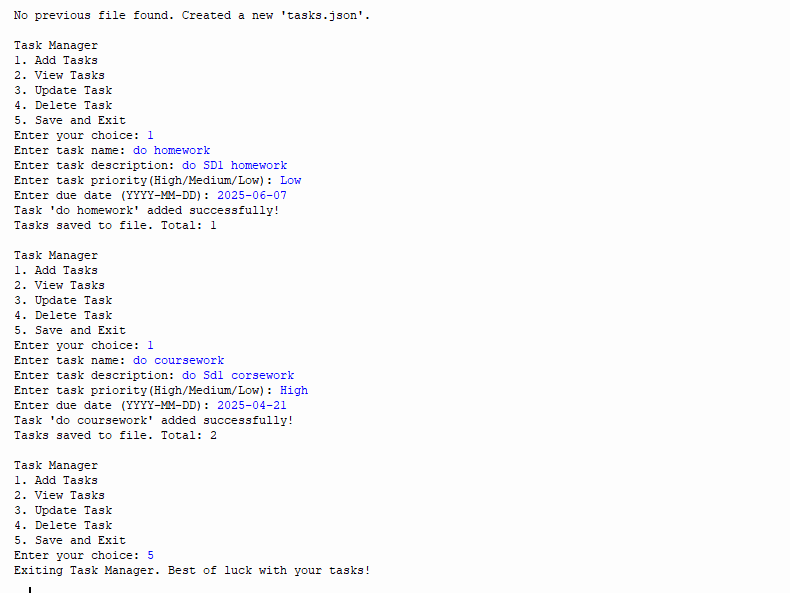 No previous file found. Created a new 'tasks.json'.
Task Manager
1. Add Tasks
2. View Tasks
3. Update Task
4. Delete Task
5. Save and Exit
Enter your choice: 1
Enter task name: do homework
Enter task description: do SD1 homework
Enter task priority(High/Medium/Low): Low
Enter due date (YYYY-MM-DD): 2025-06-07
Task 'do homework' added successfully!
Tasks saved to file. Total: 1
Task Manager
1. Add Tasks
2. View Tasks
3. Update Task
4. Delete Task
5. Save and Exit
Enter your choice: 1
Enter task name: do coursework
Enter task description: do Sd1 corsework
Enter task priority(High/Medium/Low): High
Enter due date (YYYY-MM-DD): 2025-04-21
Task 'do coursework' added successfully!
Tasks saved to file. Total: 2
Task Manager
1. Add Tasks
2. View Tasks
3. Update Task
4. Delete Task
5. Save and Exit
Enter your choice: 5
Exiting Task Manager. Best of luck with your tasks!